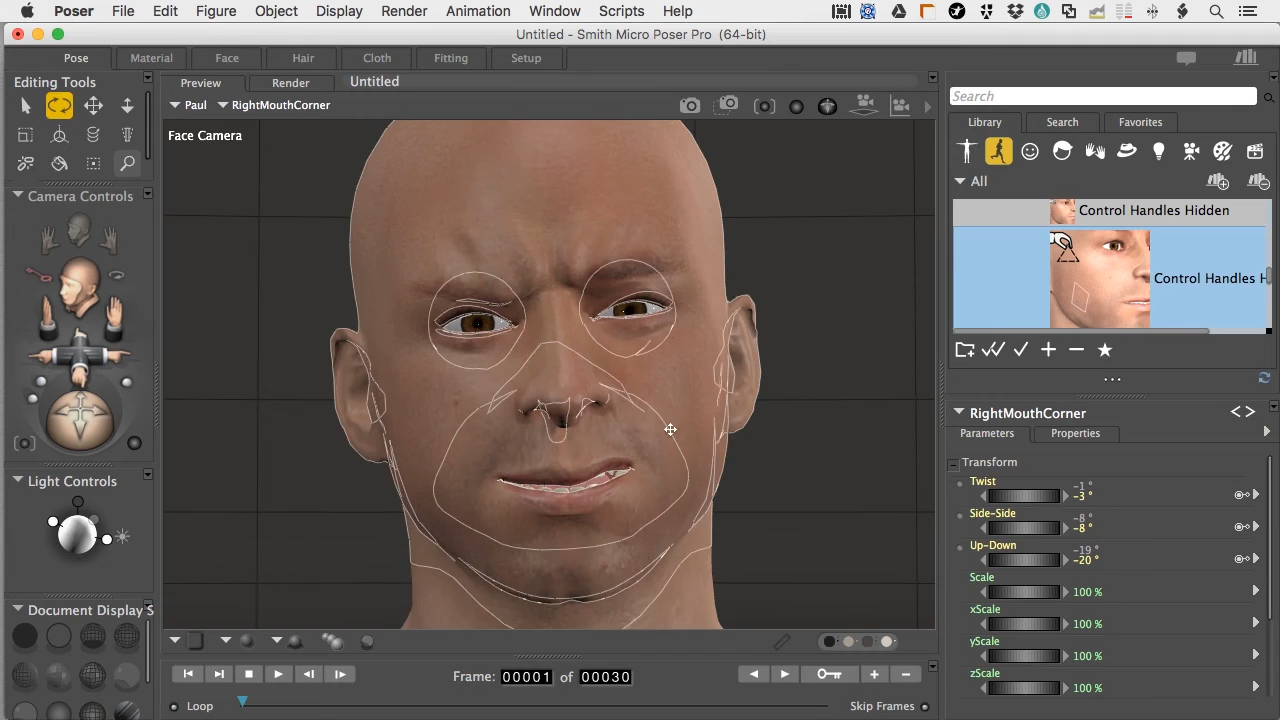 Poser File Edit Figure Object Display Render Animation Window Scripts Help
Untitled - Smith Micro Poser Pro (64-bit)
Pose Material Face Hair Cloth Fitting Setup
Editing Tools
Preview Render Untitled
Paul RightMouthCorner
Face Camera
Camera Controls
Light Controls
Document Display S
Search
Library Search Favorites
All
Control Handles Hidden
Control Handles H
RightMouthCorner
Parameters Properties
Transform
Twist -1 °
-3 °
Side-Side -8 °
-8 °
Up-Down -19 °
-20 °
Scale
100 %
xScale
100 %
yScale
100 %
zScale
100 %
Frame: 00001 of 00030
Loop Skip Frames